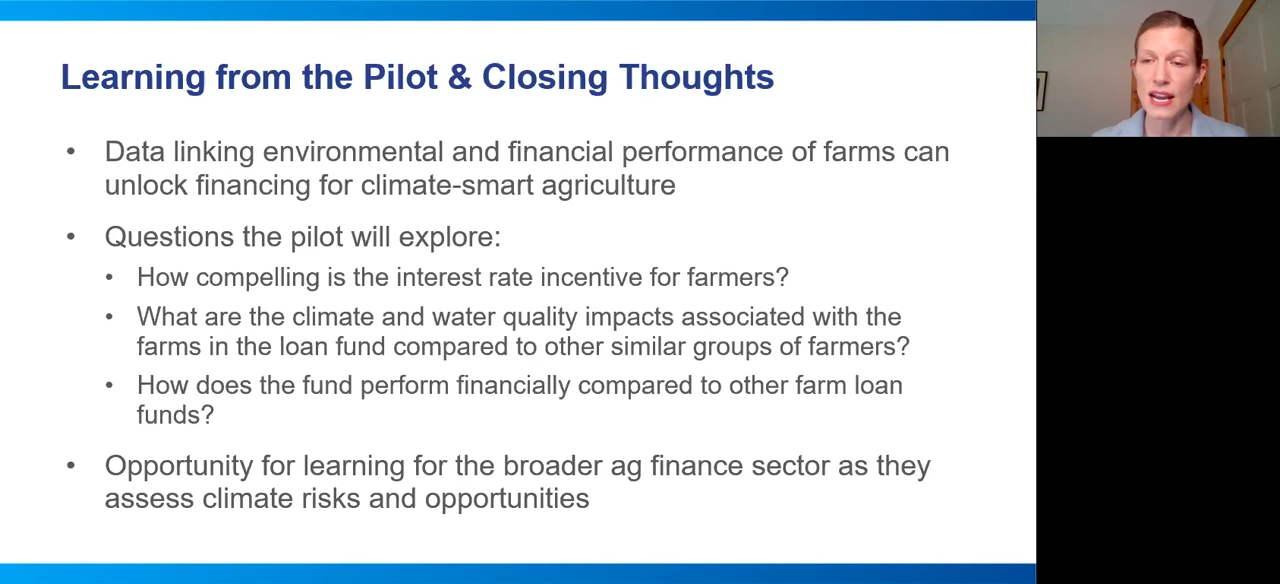 Learning from the Pilot & Closing Thoughts
• Data linking environmental and financial performance of farms can
unlock financing for climate-smart agriculture
• Questions the pilot will explore:
• How compelling is the interest rate incentive for farmers?
• What are the climate and water quality impacts associated with the
farms in the loan fund compared to other similar groups of farmers?
• How does the fund perform financially compared to other farm loan
funds?
• Opportunity for learning for the broader ag finance sector as they
assess climate risks and opportunities